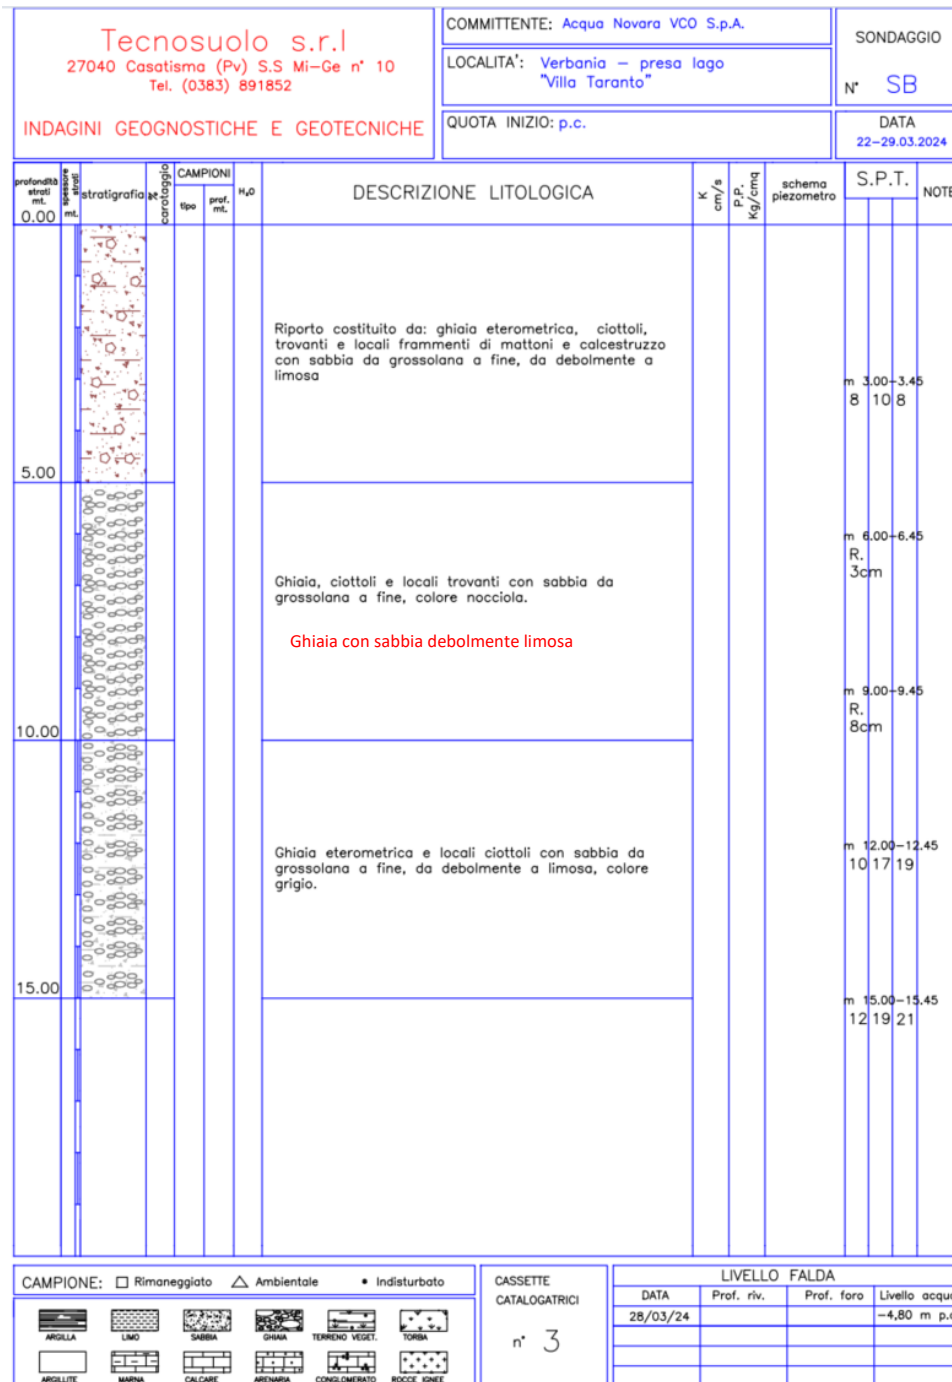 Tecnosuolo s.r.l
27040 Casatisma (Pv) S.S Mi-Ge n° 10
Tel. (0383) 891852
INDAGINI GEOGNOSTICHE E GEOTECNICHE
COMMITTENTE: Acqua Novara VCO S.p.A.
LOCALITA': Verbania - presa lago
"Villa Taranto"
QUOTA INIZIO: p.c.
SONDAGGIO
N° SB
DATA
22-29.03.2024
profondità
strati
mt.
0.00
spessore
strati
mt.
stratigrafia
% carotaggio
CAMPIONI
tipo
prof.
mt.
H₂O
DESCRIZIONE LITOLOGICA
K
cm/s
P.P.
Kg/cmq
schema
piezometro
S.P.T.
NOTE
Riporto costituito da: ghiaia eterometrica, ciottoli,
trovanti e locali frammenti di mattoni e calcestruzzo
con sabbia da grossolana a fine, da debolmente a
limosa
m 3.00-3.45
8 10 8
5.00
m 6.00-6.45
R.
3cm
Ghiaia, ciottoli e locali trovanti con sabbia da
grossolana a fine, colore nocciola.
Ghiaia con sabbia debolmente limosa
m 9.00-9.45
R.
8cm
10.00
m 12.00-12.45
10 17 19
Ghiaia eterometrica e locali ciottoli con sabbia da
grossolana a fine, da debolmente a limosa, colore
grigio.
15.00
m 15.00-15.45
12 19 21
CAMPIONE: Rimaneggiato Ambientale Indisturbato
ARGILLA LIMO SABBIA GHIAIA TERRENO VEGET. TORBA
ARGILLITE MARNA CALCARE ARENARIA CONGLOMERATO ROCCE IGNEE
CASSETTE
CATALOGATRICI
n° 3
LIVELLO FALDA
DATA Prof. riv. Prof. foro Livello acqua
28/03/24 -4,80 m p.c